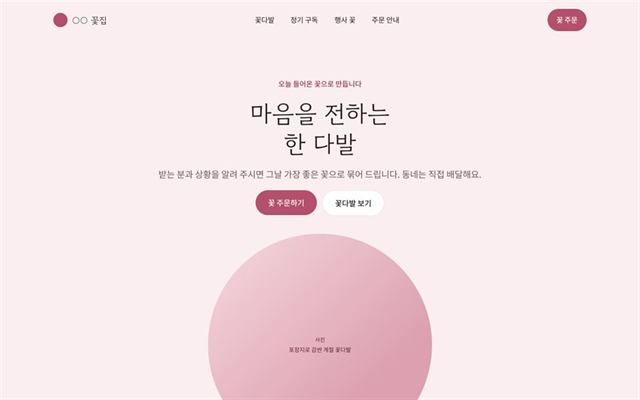 ○○ 꽃집
꽃다발 정기 구독 행사 꽃 주문 안내
꽃 주문
오늘 들어온 꽃으로 만듭니다
마음을 전하는
한 다발
받는 분과 상황을 알려 주시면 그날 가장 좋은 꽃으로 묶어 드립니다. 동네는 직접 배달해요.
꽃 주문하기
꽃다발 보기
사진
포장지로 감싼 계절 꽃다발